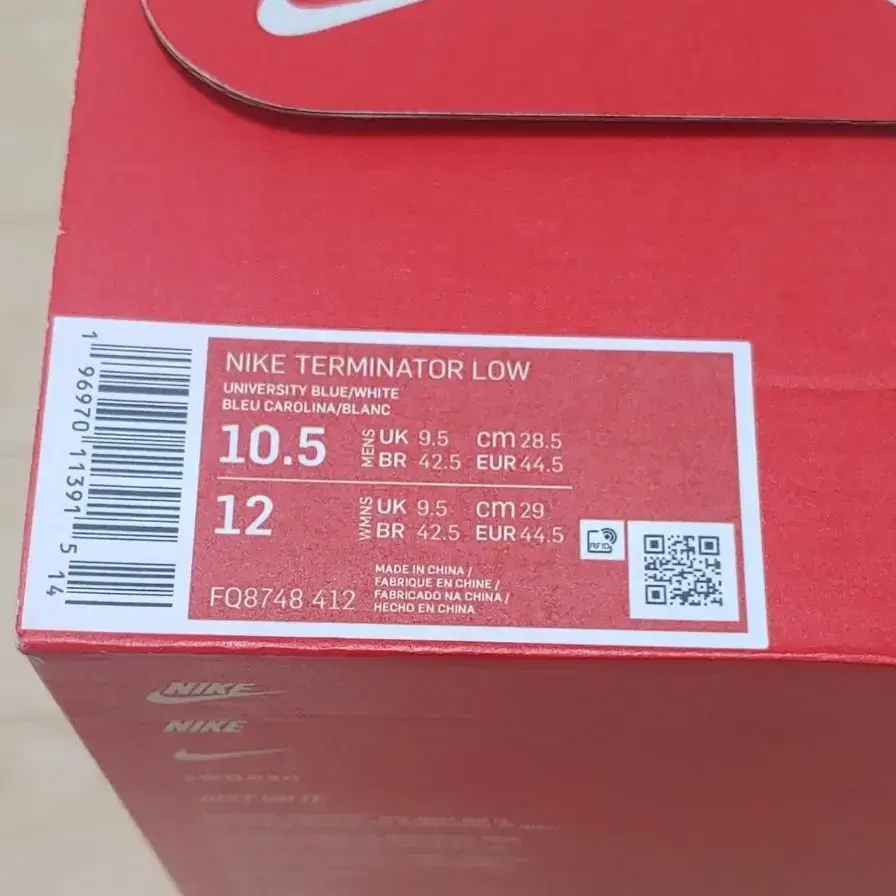 NIKE TERMINATOR LOW
UNIVERSITY BLUE/WHITE
BLEU CAROLINA/BLANC
10.5 MENS UK 9.5 cm 28.5
BR 42.5 EUR 44.5
12 WMNS UK 9.5 cm 29
BR 42.5 EUR 44.5
RFID
MADE IN CHINA /
FABRIQUE EN CHINE /
FABRICADO NA CHINA /
HECHO EN CHINA
FQ8748 412
1 96970 11391 5 14
NIKE
NIKE
JUST DO IT